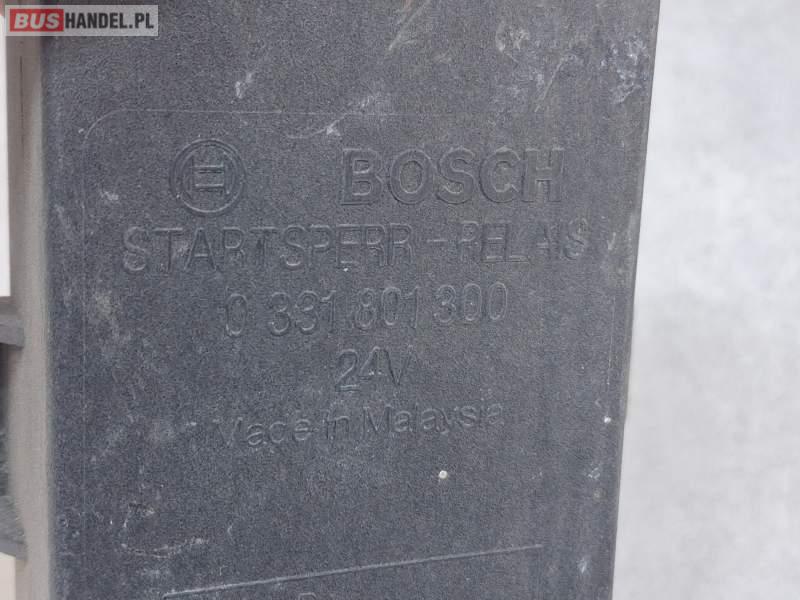 BUSHANDEL.PL
BOSCH
STARTSPERR-RELAIS
0 331 801 300
24V
Made in Malaysia